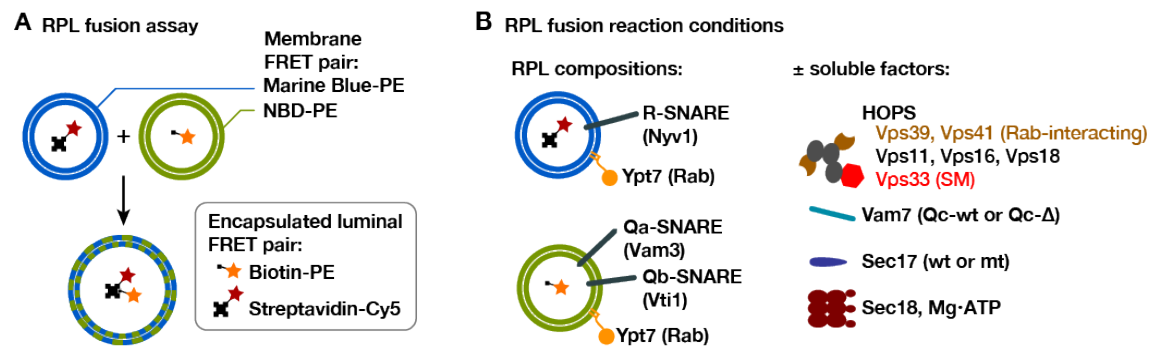 A RPL fusion assay
Membrane
FRET pair:
Marine Blue-PE
NBD-PE
+
Encapsulated luminal
FRET pair:
Biotin-PE
Streptavidin-Cy5
B RPL fusion reaction conditions
RPL compositions:
R-SNARE
(Nyv1)
Ypt7 (Rab)
Qa-SNARE
(Vam3)
Qb-SNARE
(Vti1)
Ypt7 (Rab)
± soluble factors:
HOPS
Vps39, Vps41 (Rab-interacting)
Vps11, Vps16, Vps18
Vps33 (SM)
Vam7 (Qc-wt or Qc-Δ)
Sec17 (wt or mt)
Sec18, Mg·ATP